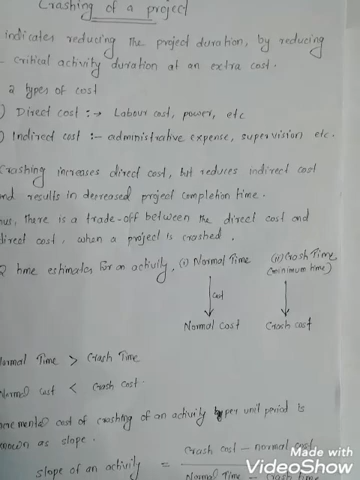 Crashing of a project
Indicates reducing the project duration, by reducing
critical activity duration at an extra cost.
2 types of cost
) Direct cost :→ Labour cost, power, etc
) Indirect cost :- administrative expense, supervision etc.
Crashing increases direct cost, but reduces indirect cost
and results in decreased project completion time.
Thus, there is a trade-off between the direct cost and
indirect cost, when a project is crashed.
2 time estimates for an activity, (i) Normal Time (ii) Crash Time
(minimum time)
cost
Normal Cost Crash cost
Normal Time > Crash Time
Normal Cost < Crash cost.
Incremental cost of crashing of an activity per unit period is
known as slope.
slope of an activity = Crash cost - normal cost
Normal Time - Crash Time
Made with
VideoShow